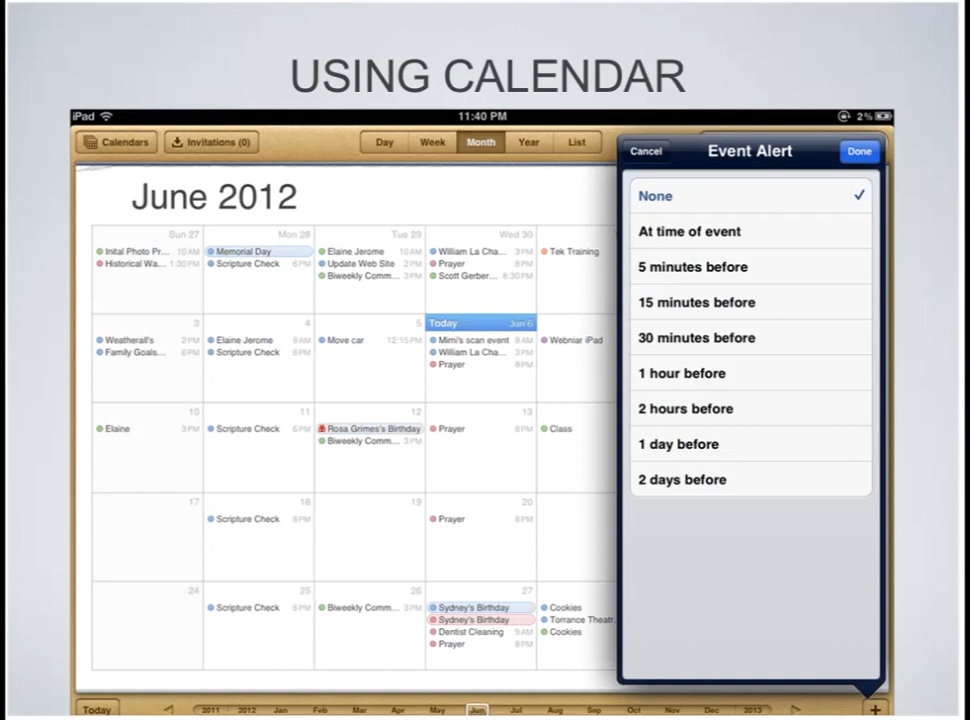 USING CALENDAR
iPad 11:40 PM 2%
Calendars Invitations (0) Day Week Month Year List
Cancel Event Alert Done
June 2012
None
At time of event
5 minutes before
15 minutes before
30 minutes before
1 hour before
2 hours before
1 day before
2 days before
Sun 27 Mon 28 Tue 29 Wed 30
Inital Photo Pr... 10AM Memorial Day Elaine Jerome 10AM William La Cha... 3PM Tek Training
Historical Wa... 1:30PM Scripture Check 6PM Update Web Site 2PM Prayer 8PM
Biweekly Comm... 3PM Scott Gerber... 8:30PM
3 4 5 Today Jun 6
Weatherall's 2PM Elaine Jerome 9AM Move car 12:15PM Mimi's scan event 8AM Webniar iPad
Family Goals... 6PM Scripture Check 6PM William La Cha... 3PM
Prayer 8PM
10 11 12 13
Elaine 3PM Scripture Check 6PM Rosa Grimes's Birthday Prayer 8PM Class
Biweekly Comm... 3PM
17 18 19 20
Scripture Check 6PM Prayer 8PM
24 25 26 27
Scripture Check 6PM Biweekly Comm... 3PM Sydney's Birthday Cookies
Sydney's Birthday Torrance Theatr
Dentist Cleaning 9AM Cookies
Prayer 8PM
Today 2011 2012 Jan Feb Mar Apr May Jun Jul Aug Sep Oct Nov Dec 2013 +